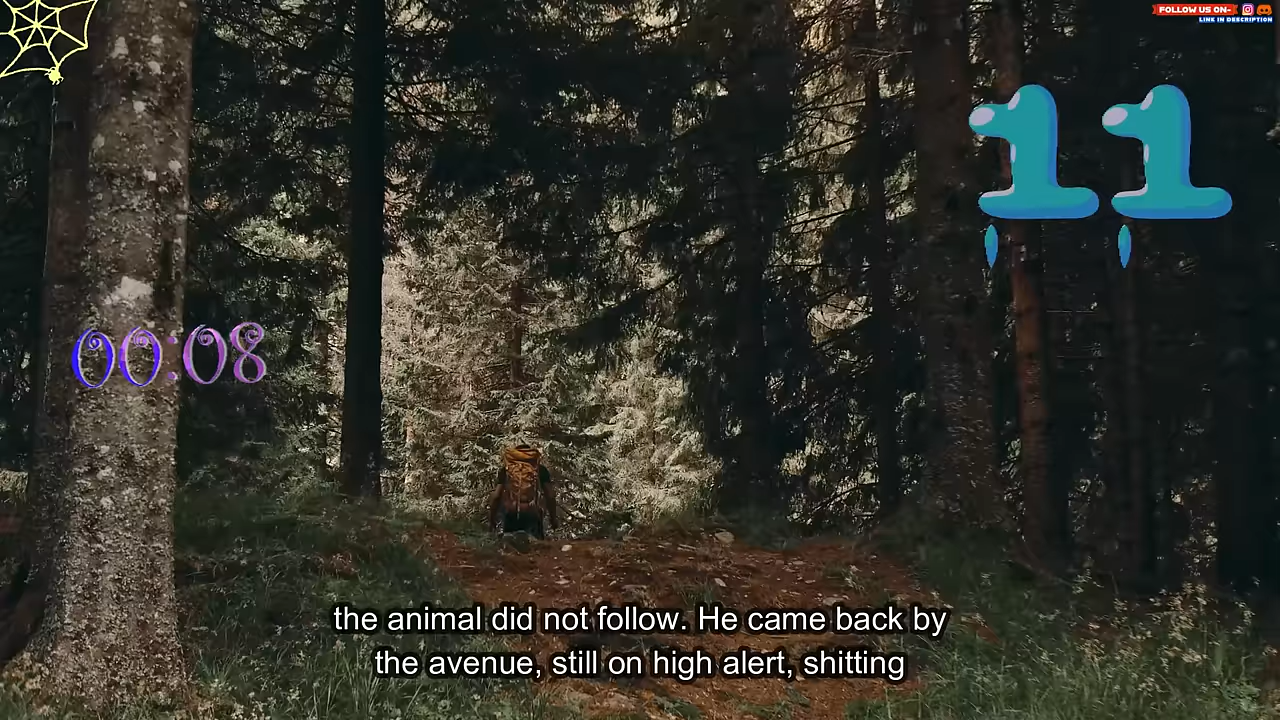 FOLLOW US ON-
LINK IN DESCRIPTION
11
00:08
the animal did not follow. He came back by
the avenue, still on high alert, shitting